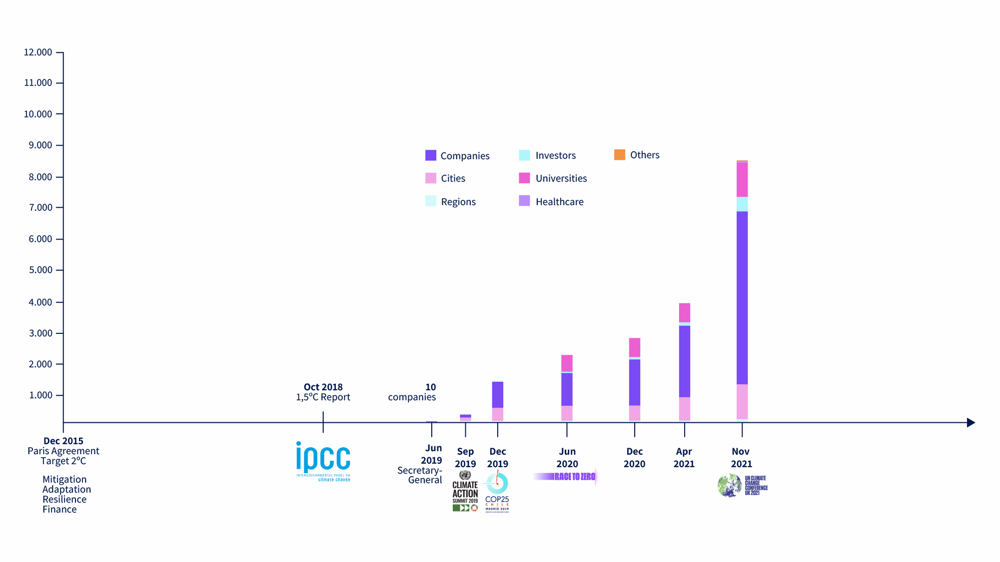 12.000
11.000
10.000
9.000
8.000
7.000
6.000
5.000
4.000
3.000
2.000
1.000
Companies
Cities
Regions
Investors
Universities
Healthcare
Others
Dec 2015
Paris Agreement
Target 2ºC
Mitigation
Adaptation
Resilience
Finance
Oct 2018
1,5ºC Report
ipcc
INTERGOVERNMENTAL PANEL ON
climate change
10
companies
Jun
2019
Secretary-
General
Sep
2019
CLIMATE
ACTION
SUMMIT 2019
Dec
2019
COP25
CHILE
MADRID 2019
Jun
2020
RACE TO ZERO
Dec
2020
Apr
2021
Nov
2021
UN CLIMATE
CHANGE
CONFERENCE
UK 2021